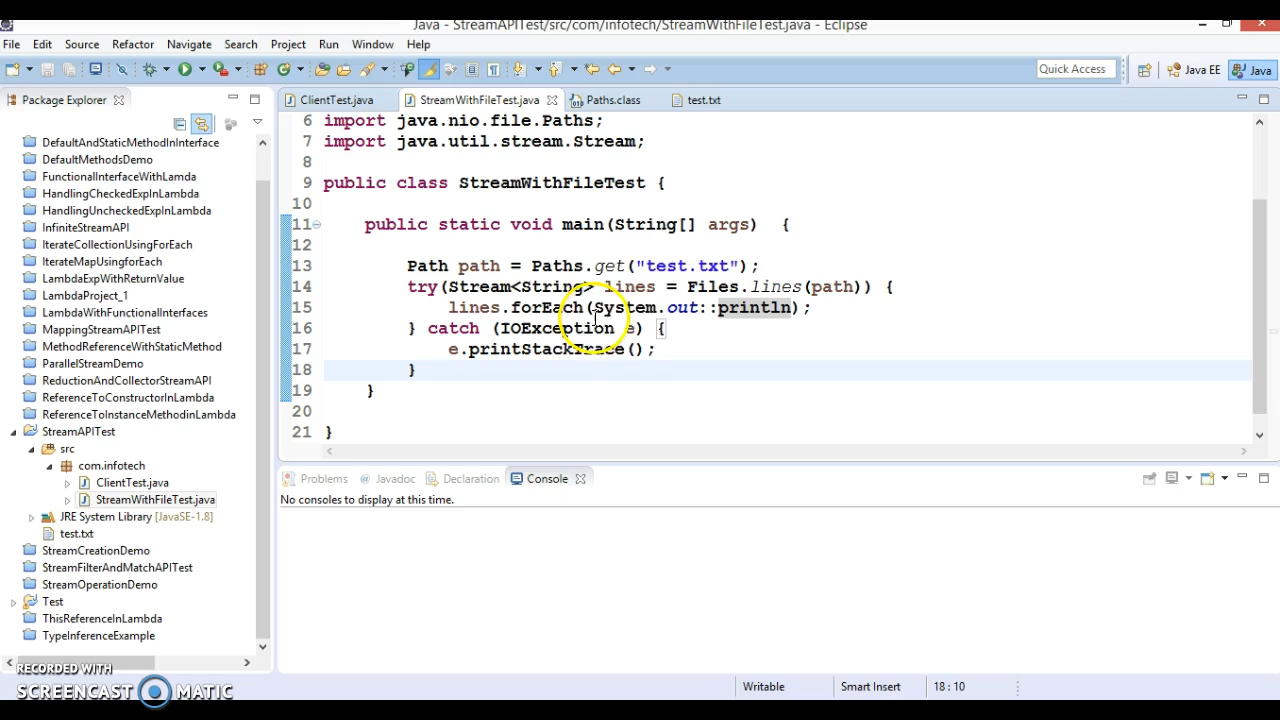 Java - StreamAPITest/src/com/infotech/StreamWithFileTest.java - Eclipse
File Edit Source Refactor Navigate Search Project Run Window Help
Quick Access Java EE Java
Package Explorer
DefaultAndStaticMethodInInterface
DefaultMethodsDemo
FunctionalInterfaceWithLamda
HandlingCheckedExpInLambda
HandlingUncheckedExpInLambda
InfiniteStreamAPI
IterateCollectionUsingForEach
IterateMapUsingforEach
LambdaExpWithReturnValue
LambdaProject_1
LambdaWithFunctionalInterfaces
MappingStreamAPITest
MethodReferenceWithStaticMethod
ParallelStreamDemo
ReductionAndCollectorStreamAPI
ReferenceToConstructorInLambda
ReferenceToInstanceMethodinLambda
StreamAPITest
src
com.infotech
ClientTest.java
StreamWithFileTest.java
JRE System Library [JavaSE-1.8]
test.txt
StreamCreationDemo
StreamFilterAndMatchAPITest
StreamOperationDemo
Test
ThisReferenceInLambda
TypeInferenceExample
ClientTest.java StreamWithFileTest.java Paths.class test.txt
6 import java.nio.file.Paths;
7 import java.util.stream.Stream;
8
9 public class StreamWithFileTest {
10
11 public static void main(String[] args) {
12
13 Path path = Paths.get("test.txt");
14 try(Stream<String> lines = Files.lines(path)) {
15 lines.forEach(System.out::println);
16 } catch (IOException e) {
17 e.printStackTrace();
18 }
19 }
20
21 }
Problems @ Javadoc Declaration Console
No consoles to display at this time.
Writable Smart Insert 18 : 10
RECORDED WITH
SCREENCAST MATIC